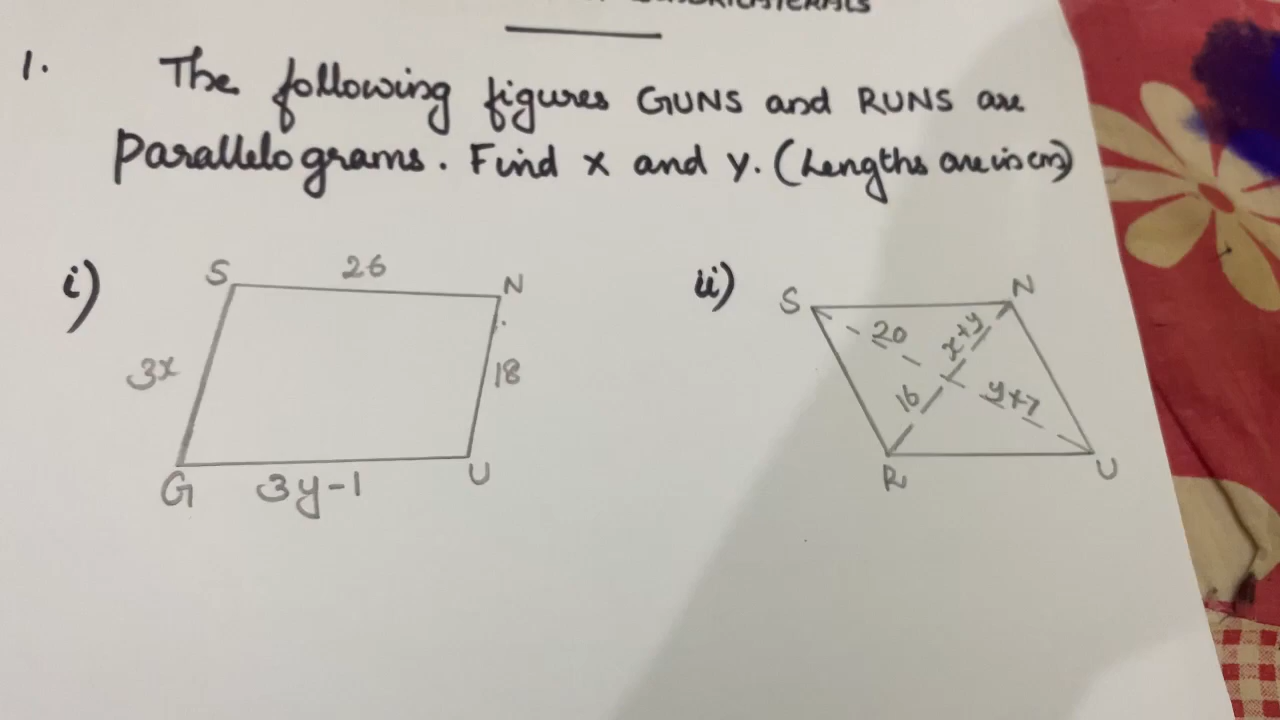 1. The following figures GUNS and RUNS are
Parallelograms. Find x and y. (Lengths are in cm)
i)
S 26 N
3x 18
G 3y-1 U
ii)
S N
20 x+y
16 y+7
R U